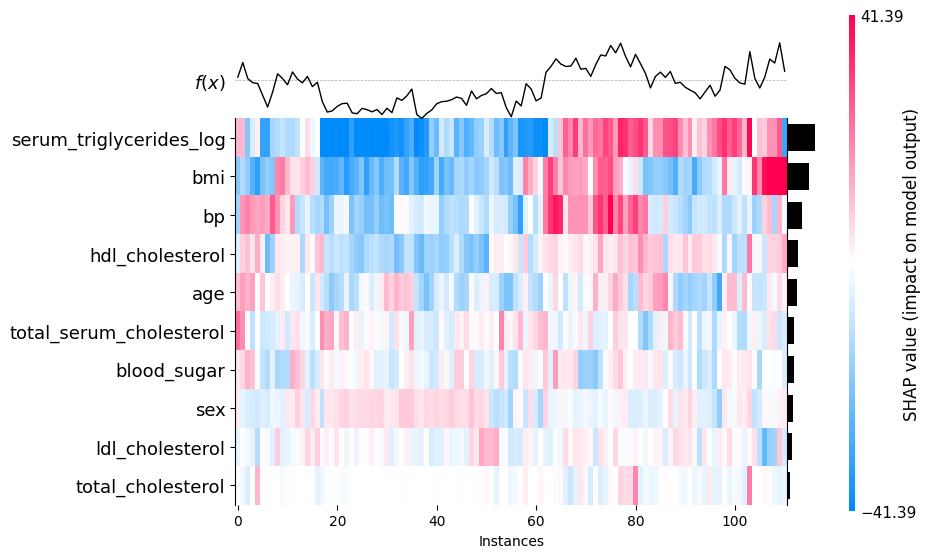 41.39
f(x)
serum_triglycerides_log
bmi
bp
hdl_cholesterol
age
total_serum_cholesterol
blood_sugar
sex
ldl_cholesterol
total_cholesterol
0 20 40 60 80 100
Instances
−41.39
SHAP value (impact on model output)